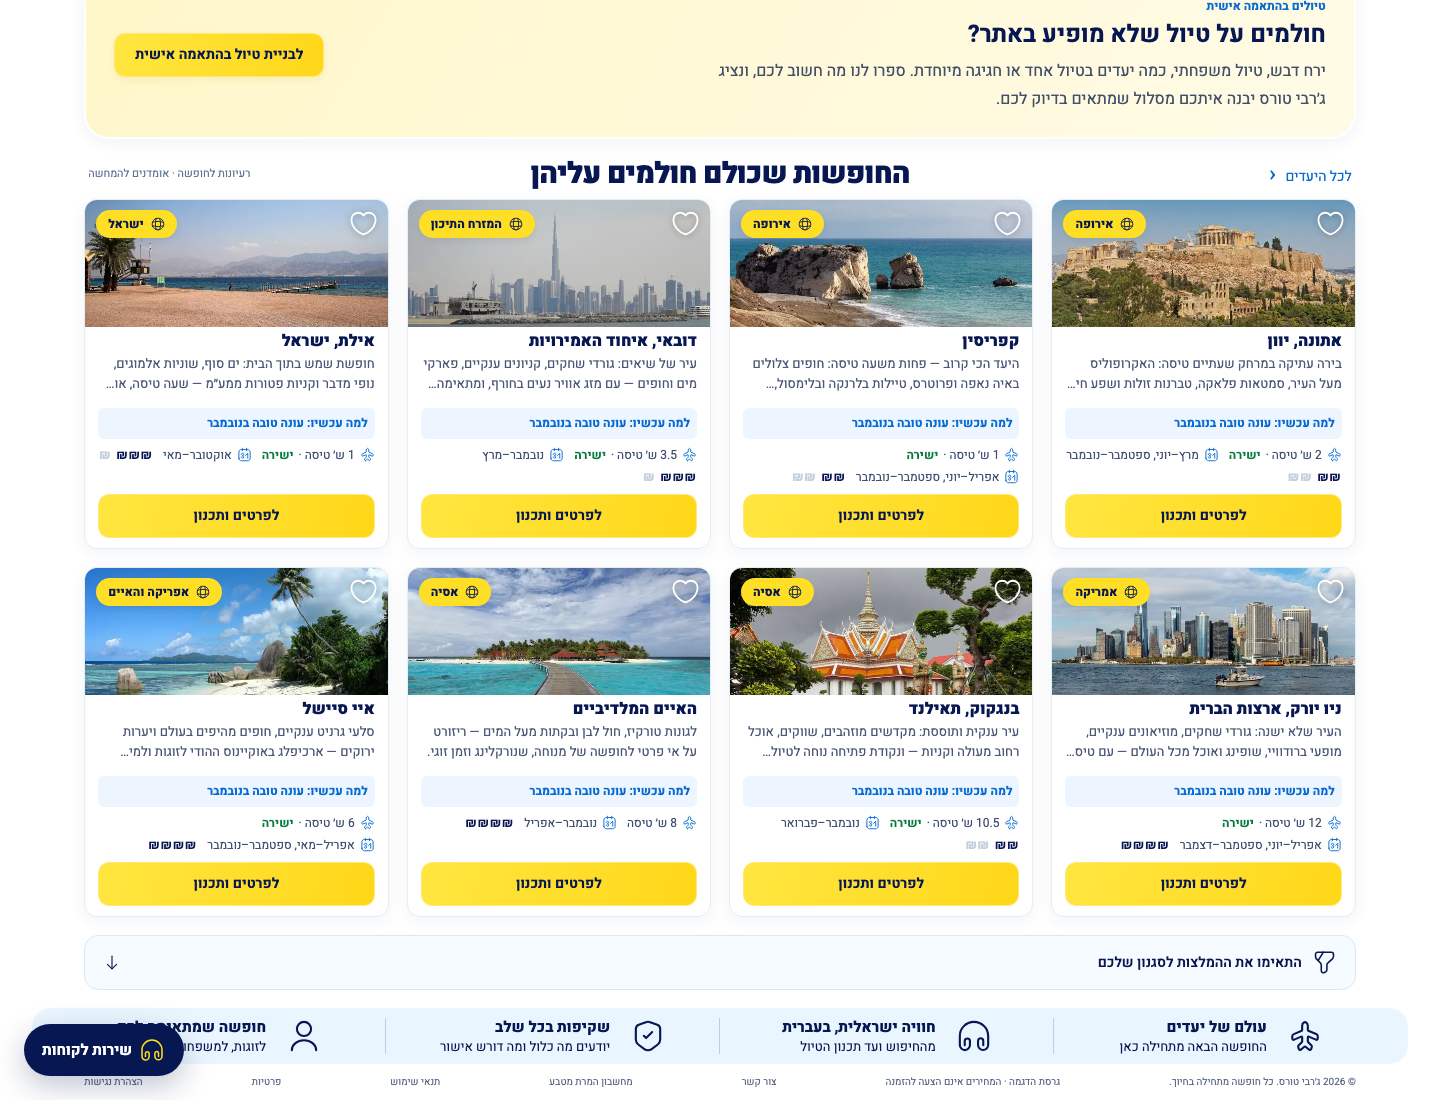 טיולים בהתאמה אישית
חולמים על טיול שלא מופיע באתר?
ירח דבש, טיול משפחתי, כמה יעדים בטיול אחד או חגיגה מיוחדת. ספרו לנו מה חשוב לכם, ונציג
ג'רבי טורס יבנה איתכם מסלול שמתאים בדיוק לכם.
לבניית טיול בהתאמה אישית
לכל היעדים ‹
החופשות שכולם חולמים עליהן
רעיונות לחופשה · אומדנים להמחשה
אירופה
אתונה, יוון
בירה עתיקה במרחק שעתיים טיסה: האקרופוליס
מעל העיר, סמטאות פלאקה, טברנות זולות ושפע חי...
למה עכשיו: עונה טובה בנובמבר
2 ש׳ טיסה · ישירה מרץ–יוני, ספטמבר–נובמבר
₪₪₪₪
לפרטים ותכנון
אירופה
קפריסין
היעד הכי קרוב — פחות משעה טיסה: חופים צלולים
באיה נאפה ופרוטרס, טיילות בלרנקה ובלימסול,...
למה עכשיו: עונה טובה בנובמבר
1 ש׳ טיסה · ישירה
אפריל–יוני, ספטמבר–נובמבר ₪₪₪₪
לפרטים ותכנון
המזרח התיכון
דובאי, איחוד האמירויות
עיר של שיאים: גורדי שחקים, קניונים ענקיים, פארקי
מים וחופים — עם מזג אוויר נעים בחורף, ומתאימה...
למה עכשיו: עונה טובה בנובמבר
3.5 ש׳ טיסה · ישירה נובמבר–מרץ
₪₪₪₪
לפרטים ותכנון
ישראל
אילת, ישראל
חופשת שמש בתוך הבית: ים סוף, שוניות אלמוגים,
נופי מדבר וקניות פטורות ממע״מ — שעה טיסה, או...
למה עכשיו: עונה טובה בנובמבר
1 ש׳ טיסה · ישירה אוקטובר–מאי ₪₪₪₪
לפרטים ותכנון
אמריקה
ניו יורק, ארצות הברית
העיר שלא ישנה: גורדי שחקים, מוזיאונים ענקיים,
מופעי ברודוויי, שופינג ואוכל מכל העולם — עם טיס...
למה עכשיו: עונה טובה בנובמבר
12 ש׳ טיסה · ישירה
אפריל–יוני, ספטמבר–דצמבר ₪₪₪₪
לפרטים ותכנון
אסיה
בנגקוק, תאילנד
עיר ענקית ותוססת: מקדשים מוזהבים, שווקים, אוכל
רחוב מעולה וקניות — ונקודת פתיחה נוחה לטיול...
למה עכשיו: עונה טובה בנובמבר
10.5 ש׳ טיסה · ישירה נובמבר–פברואר
₪₪₪₪
לפרטים ותכנון
אסיה
האיים המלדיביים
לגונות טורקיז, חול לבן ובקתות מעל המים — ריזורט
על אי פרטי לחופשה של מנוחה, שנורקלינג וזמן זוגי.
למה עכשיו: עונה טובה בנובמבר
8 ש׳ טיסה נובמבר–אפריל ₪₪₪₪
לפרטים ותכנון
אפריקה והאיים
איי סיישל
סלעי גרניט ענקיים, חופים מהיפים בעולם ויערות
ירוקים — ארכיפלג באוקיינוס ההודי לזוגות ולמי...
למה עכשיו: עונה טובה בנובמבר
6 ש׳ טיסה · ישירה
אפריל–מאי, ספטמבר–נובמבר ₪₪₪₪
לפרטים ותכנון
התאימו את ההמלצות לסגנון שלכם
עולם של יעדים
החופשה הבאה מתחילה כאן
חוויה ישראלית, בעברית
מהחיפוש ועד תכנון הטיול
שקיפות בכל שלב
יודעים מה כלול ומה דורש אישור
חופשה
לזוגות,
שירות לקוחות
© 2026 ג'רבי טורס. כל חופשה מתחילה בחיוך.
גרסת הדגמה · המחירים אינם הצעה להזמנה
צור קשר
מחשבון המרת מטבע
תנאי שימוש
פרטיות
הצהרת נגישות